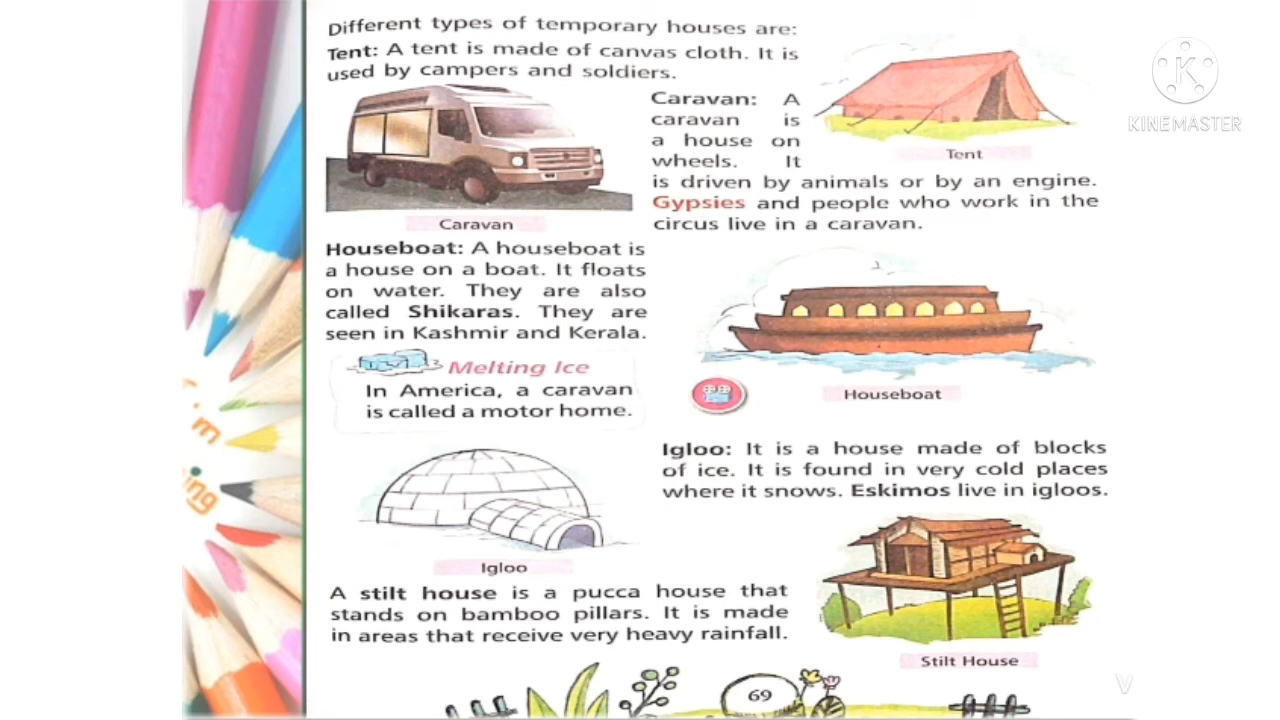 Different types of temporary houses are:
Tent: A tent is made of canvas cloth. It is
used by campers and soldiers.
Tent
Caravan
Caravan: A
caravan is
a house on
wheels. It
is driven by animals or by an engine.
Gypsies and people who work in the
circus live in a caravan.
Houseboat: A houseboat is
a house on a boat. It floats
on water. They are also
called Shikaras. They are
seen in Kashmir and Kerala.
Houseboat
Melting Ice
In America, a caravan
is called a motor home.
Igloo
Igloo: It is a house made of blocks
of ice. It is found in very cold places
where it snows. Eskimos live in igloos.
A stilt house is a pucca house that
stands on bamboo pillars. It is made
in areas that receive very heavy rainfall.
Stilt House
69
K
KINEMASTER
V